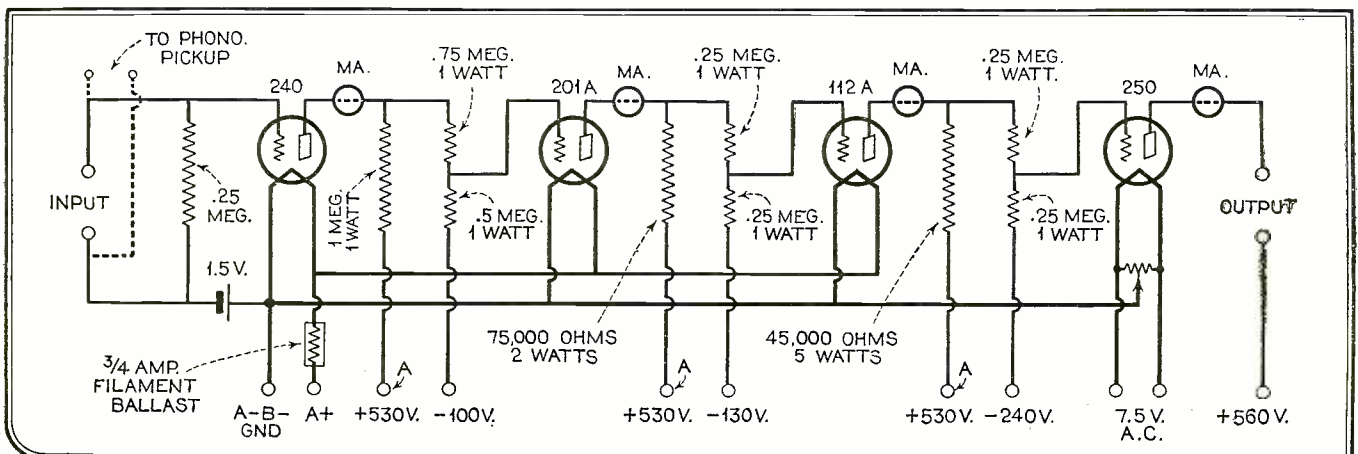 TO PHONO.
PICKUP
240
MA.
.75 MEG.
1 WATT
201A
MA.
.25 MEG.
1 WATT
112A
MA.
.25 MEG.
1 WATT.
250
MA.
INPUT
.25
MEG.
1 MEG.
1 WATT
.5 MEG.
1 WATT
.25 MEG.
1 WATT
.25 MEG.
1 WATT
OUTPUT
1.5 V.
3/4 AMP.
FILAMENT
BALLAST
75,000 OHMS
2 WATTS
45,000 OHMS
5 WATTS
A
A
A
A-B-
GND
A+
+530V.
-100V.
+530V.
-130V.
+530V.
-240V.
7.5 V.
A.C.
+560V.